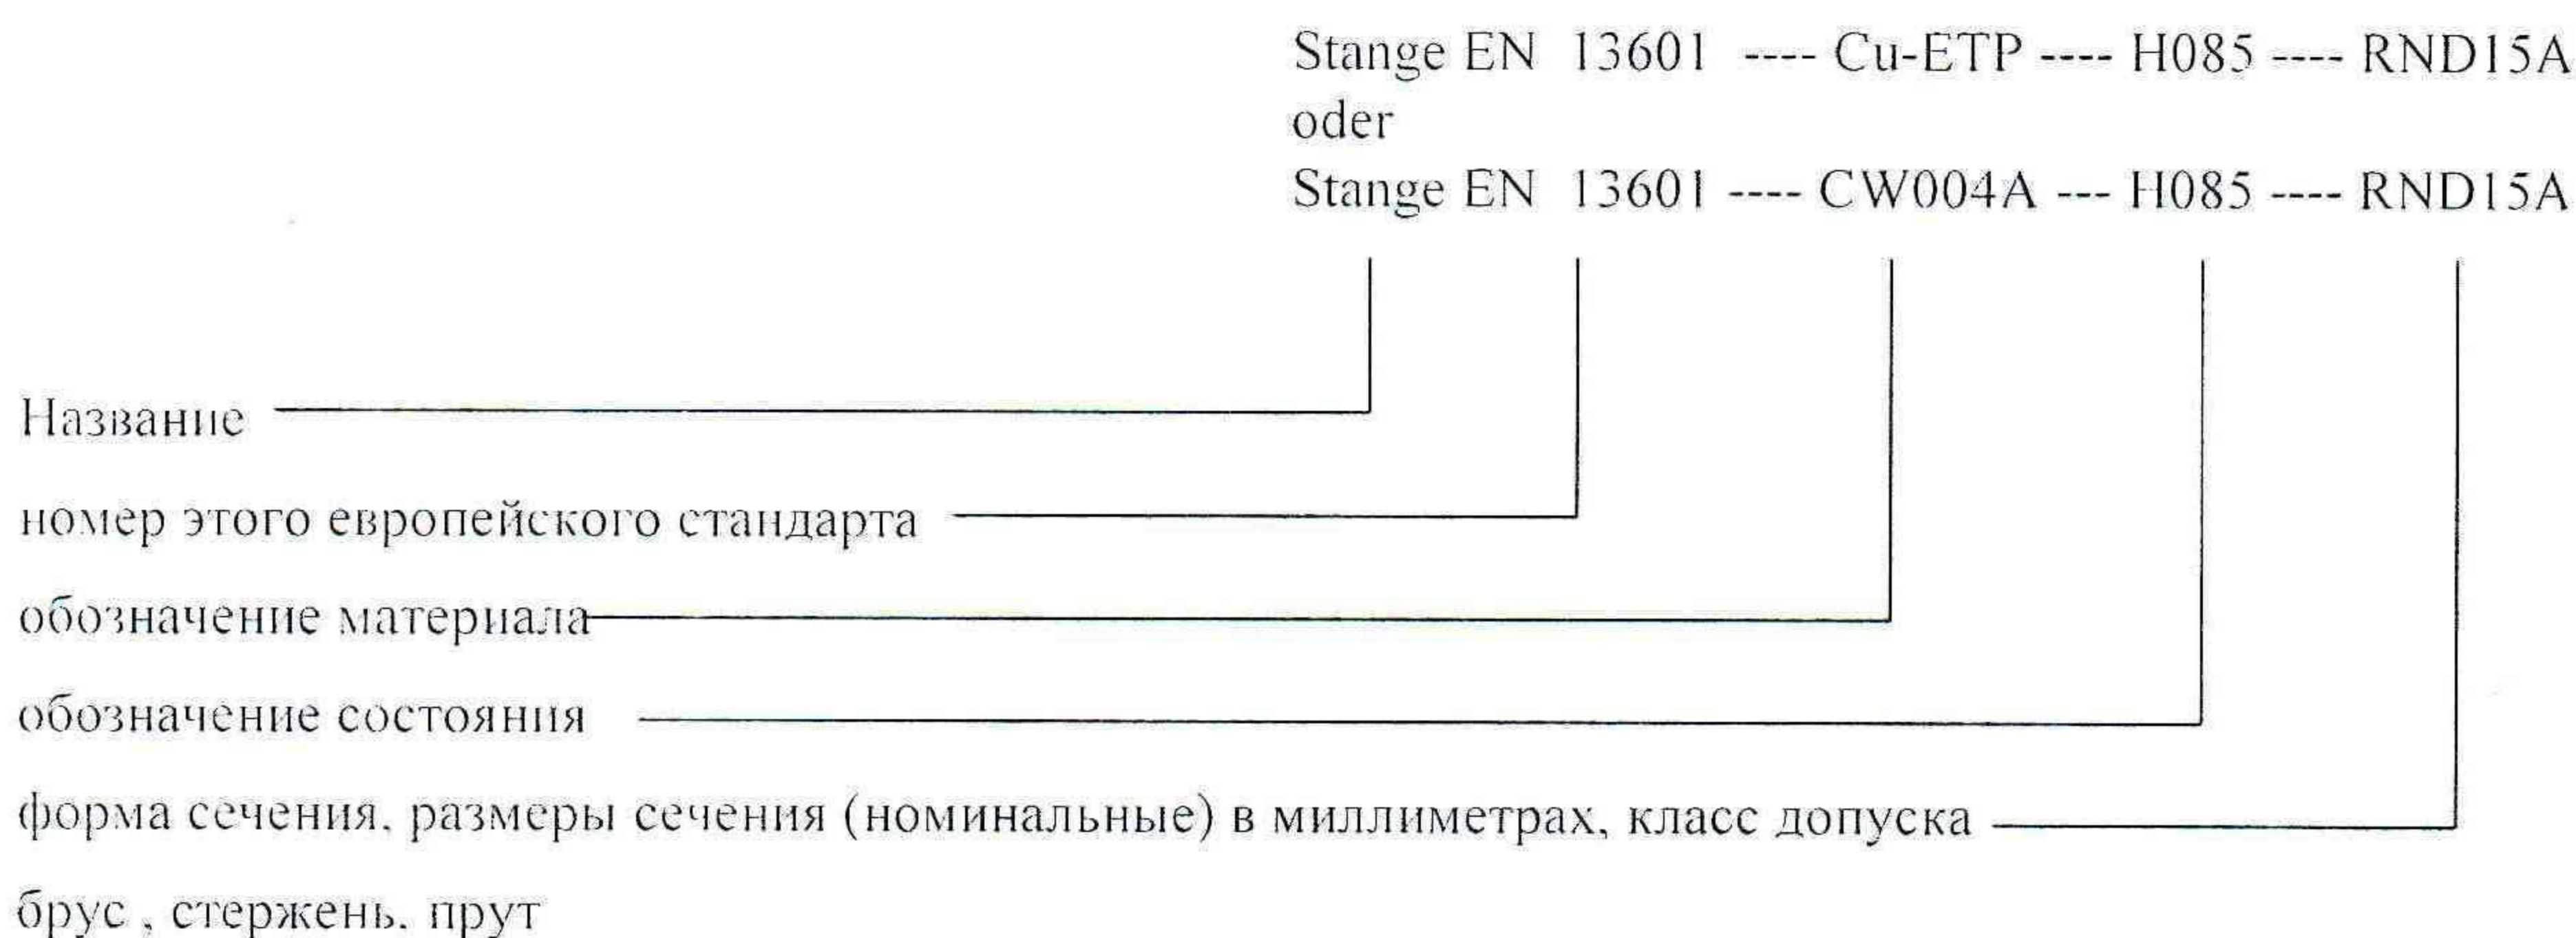 Stange EN 13601 ---- Cu-ETP ---- H085 ---- RND15A
oder
Stange EN 13601 ---- CW004A --- H085 ---- RND15A
Название
номер этого европейского стандарта
обозначение материала
обозначение состояния
форма сечения, размеры сечения (номинальные) в миллиметрах, класс допуска
брус , стержень, прут